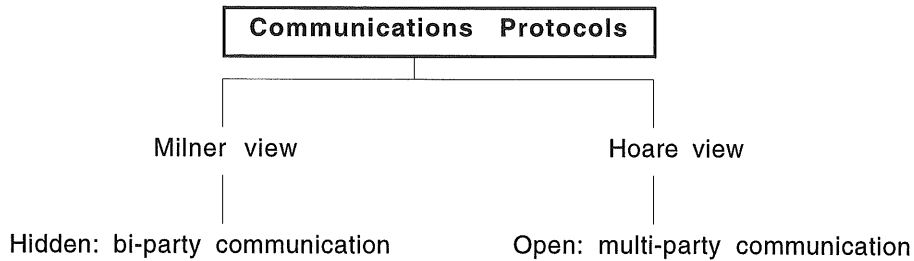 Communications Protocols
Milner view
Hoare view
Hidden: bi-party communication
Open: multi-party communication